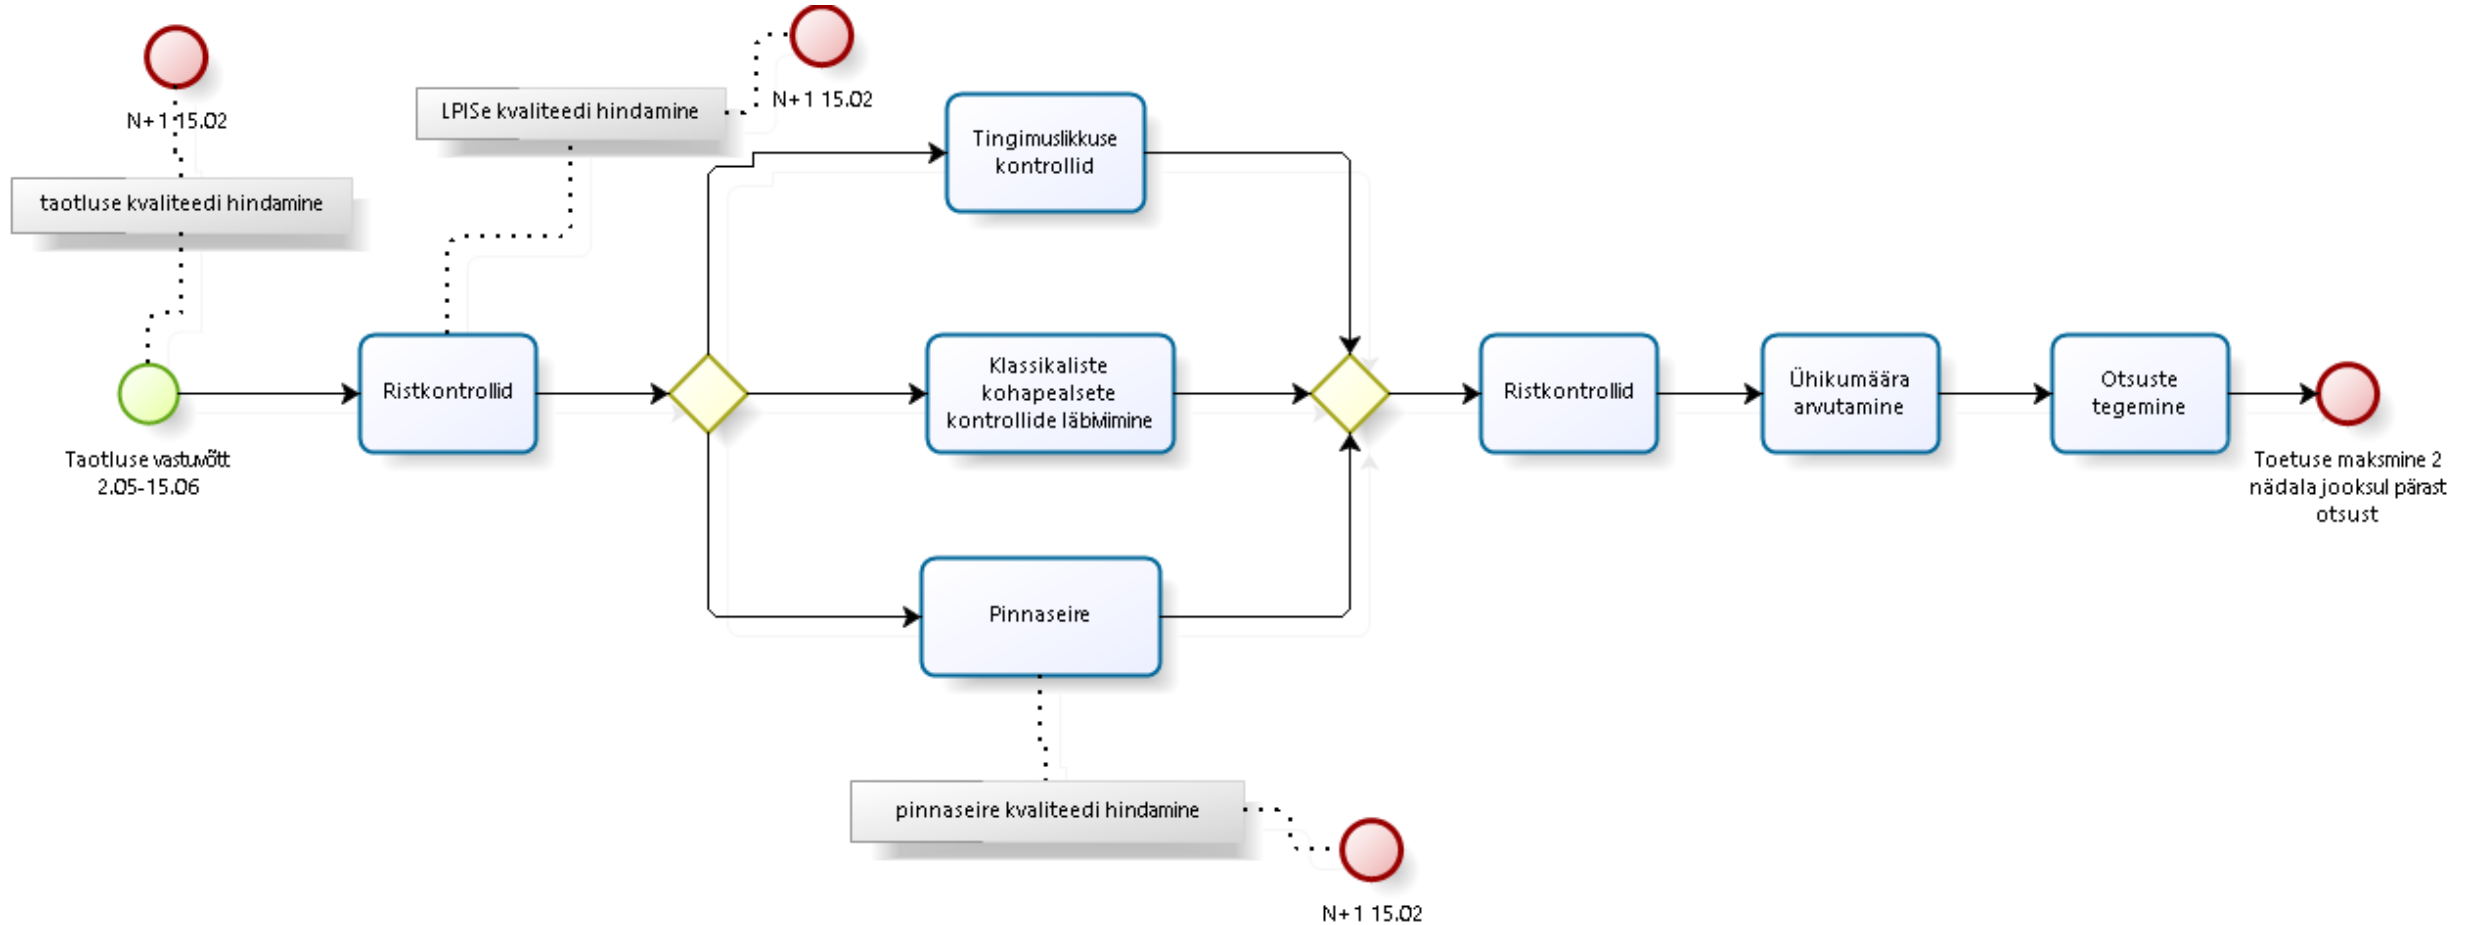 N+1 15.02
taotluse kvaliteedi hindamine
Taotluse vastuvõtt
2.05-15.06
LPISe kvaliteedi hindamine
N+1 15.02
Ristkontrollid
Tingimuslikkuse
kontrollid
Klassikaliste
kohapealsete
kontrollide läbiviimine
Pinnaseire
pinnaseire kvaliteedi hindamine
N+1 15.02
Ristkontrollid
Ühikumäära
arvutamine
Otsuste
tegemine
Toetuse maksmine 2
nädala jooksul pärast
otsust